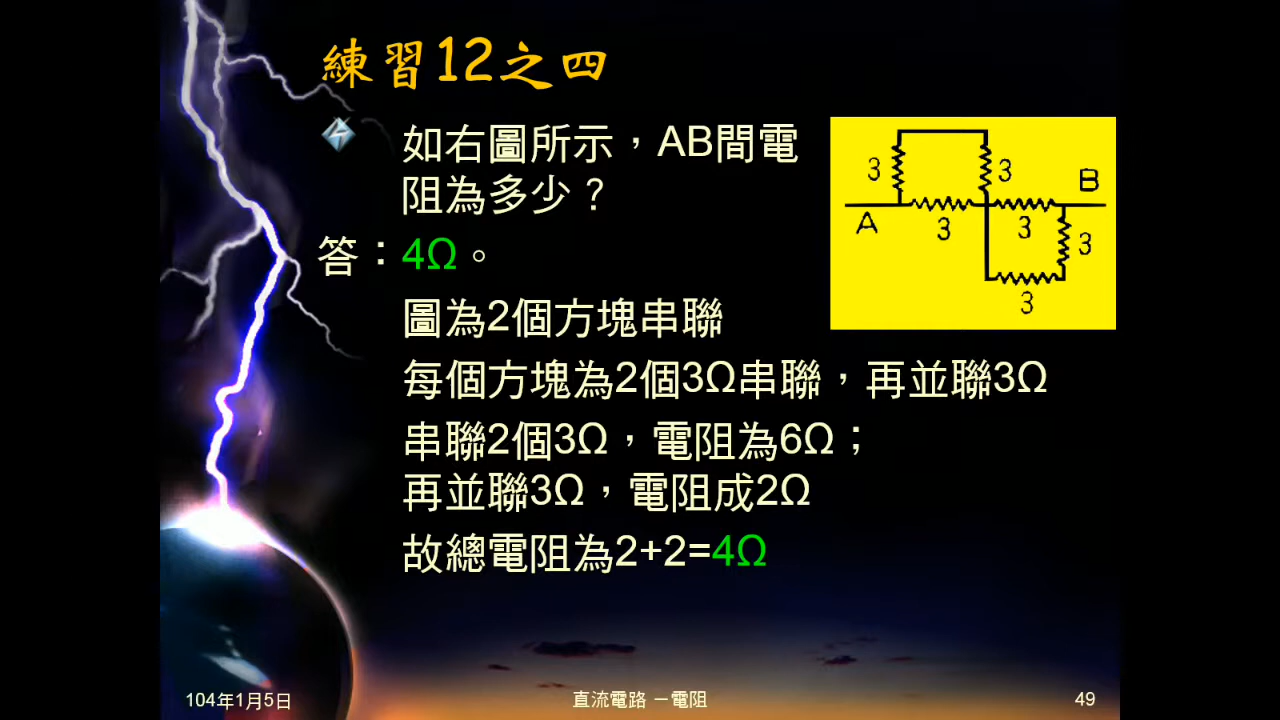 練習12之四
如右圖所示，AB間電
阻為多少？
答：4Ω。
圖為2個方塊串聯
每個方塊為2個3Ω串聯，再並聯3Ω
串聯2個3Ω，電阻為6Ω；
再並聯3Ω，電阻成2Ω
故總電阻為2+2=4Ω
3
3
B
A
3
3
3
3
104年1月5日
直流電路 －電阻
49